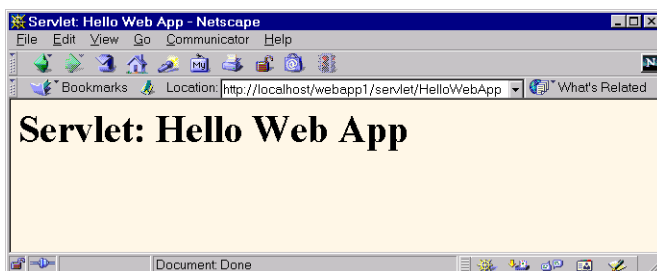 Servlet: Hello Web App - Netscape
File Edit View Go Communicator Help
My N
Bookmarks Location: http://localhost/webapp1/servlet/HelloWebApp What's Related
Servlet: Hello Web App
Document: Done